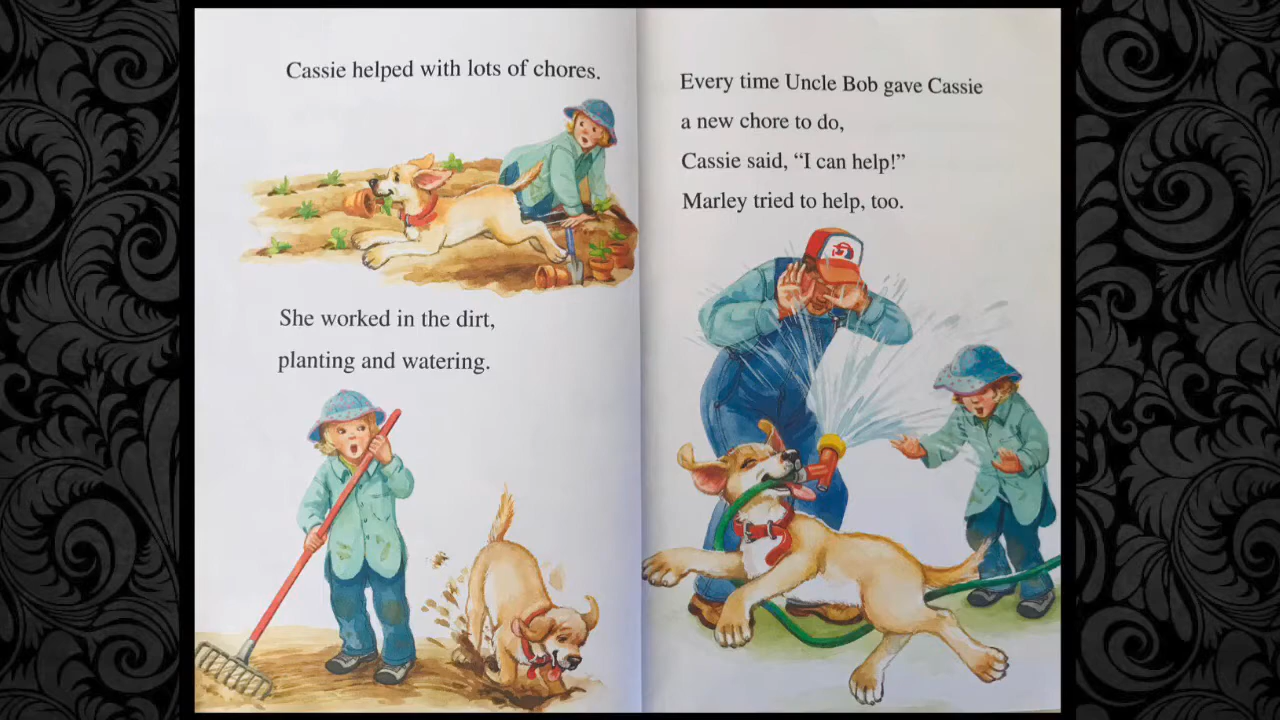 Cassie helped with lots of chores.
She worked in the dirt,
planting and watering.
Every time Uncle Bob gave Cassie
a new chore to do,
Cassie said, “I can help!”
Marley tried to help, too.